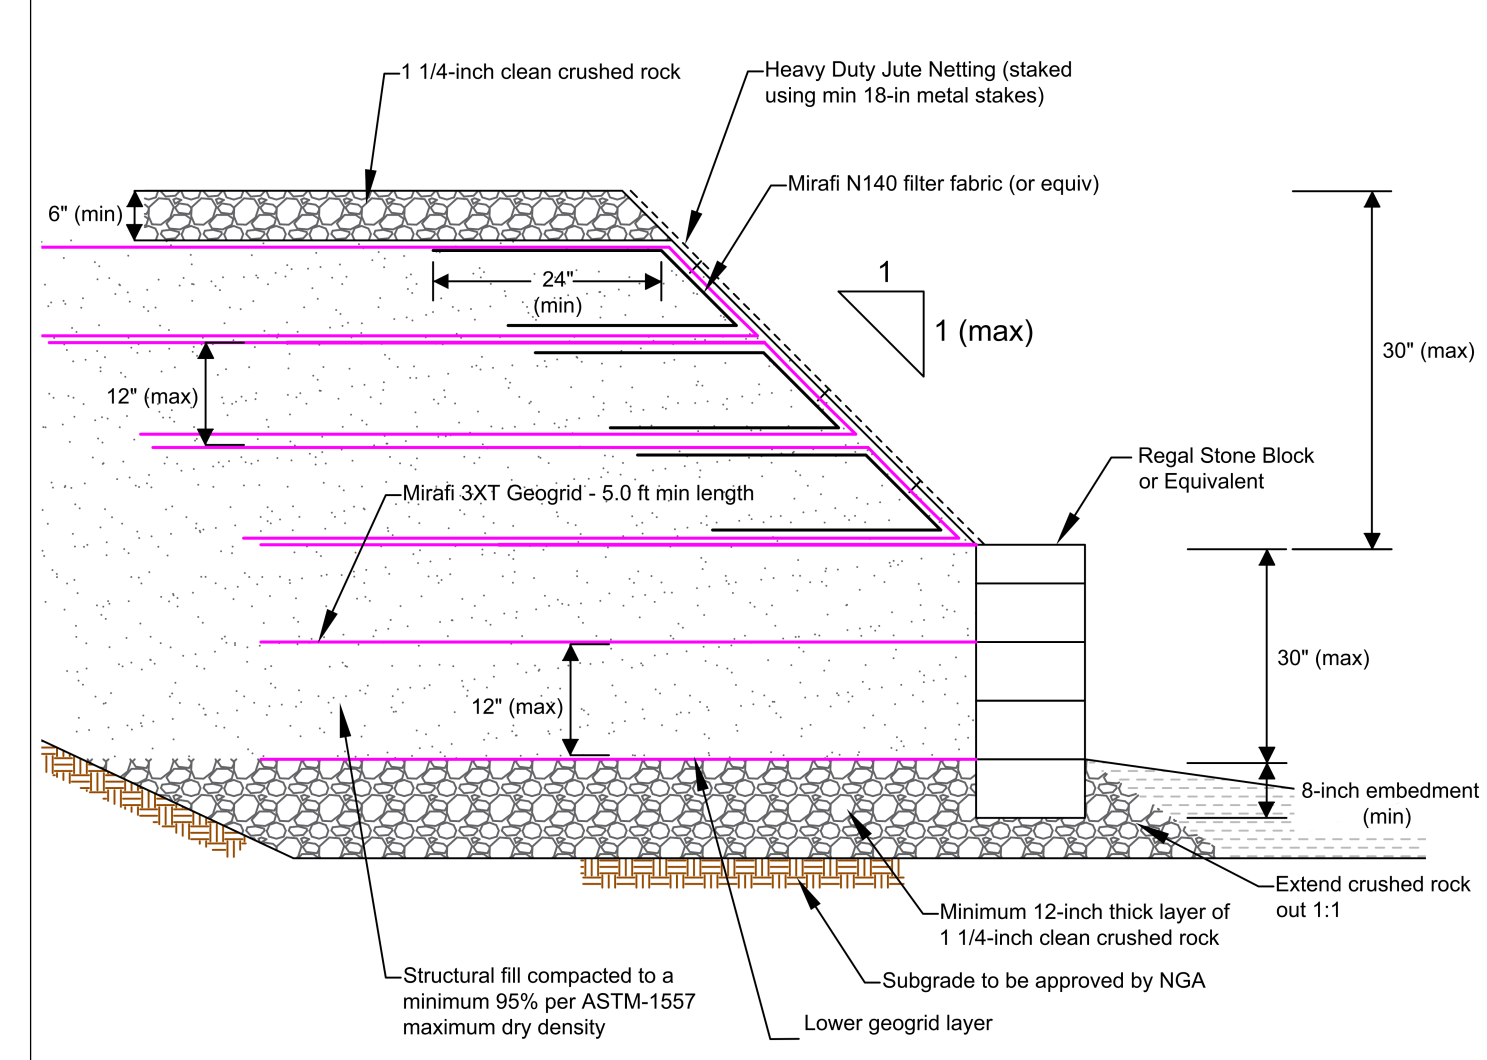 1 1/4-inch clean crushed rock
Heavy Duty Jute Netting (staked
using min 18-in metal stakes)
Mirafi N140 filter fabric (or equiv)
6" (min)
24"
(min)
1
1 (max)
30" (max)
12" (max)
Regal Stone Block
or Equivalent
Mirafi 3XT Geogrid - 5.0 ft min length
30" (max)
12" (max)
8-inch embedment
(min)
Extend crushed rock
out 1:1
Minimum 12-inch thick layer of
1 1/4-inch clean crushed rock
Structural fill compacted to a
minimum 95% per ASTM-1557
maximum dry density
Subgrade to be approved by NGA
Lower geogrid layer